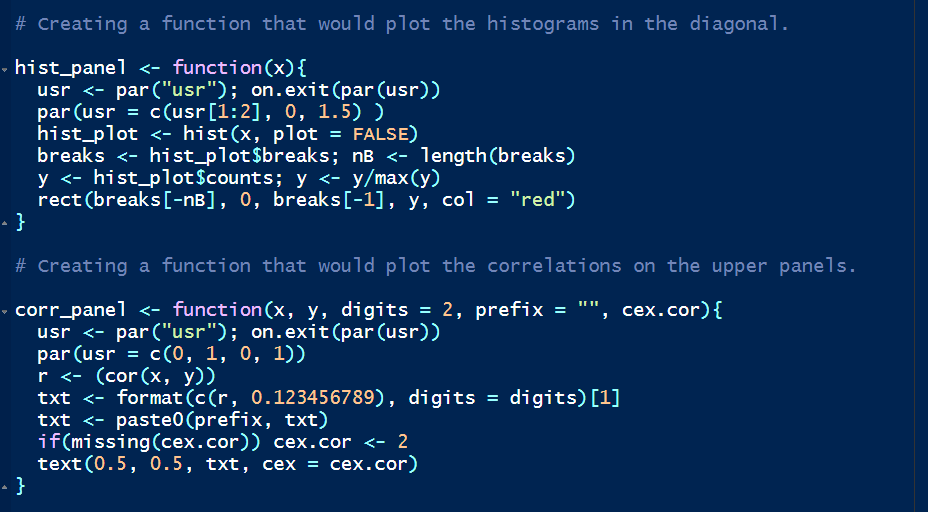 # Creating a function that would plot the histograms in the diagonal.
hist_panel <- function(x){
  usr <- par("usr"); on.exit(par(usr))
  par(usr = c(usr[1:2], 0, 1.5) )
  hist_plot <- hist(x, plot = FALSE)
  breaks <- hist_plot$breaks; nB <- length(breaks)
  y <- hist_plot$counts; y <- y/max(y)
  rect(breaks[-nB], 0, breaks[-1], y, col = "red")
}
# Creating a function that would plot the correlations on the upper panels.
corr_panel <- function(x, y, digits = 2, prefix = "", cex.cor){
  usr <- par("usr"); on.exit(par(usr))
  par(usr = c(0, 1, 0, 1))
  r <- (cor(x, y))
  txt <- format(c(r, 0.123456789), digits = digits)[1]
  txt <- paste0(prefix, txt)
  if(missing(cex.cor)) cex.cor <- 2
  text(0.5, 0.5, txt, cex = cex.cor)
}